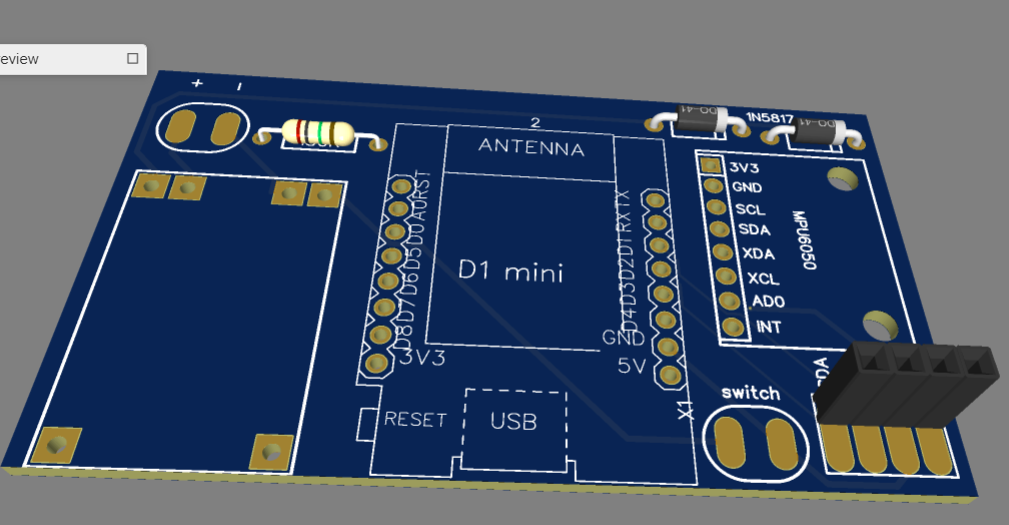 eview
+ -
DO-41
1N5817
DO-41
2
ANTENNA
D1 mini
RST
A0
D0
D5
D6
D7
D8
3V3
TX
RX
D1
D2
D3
D4
GND
5V
RESET
USB
X1
3V3
GND
SCL
SDA
XDA
XCL
AD0
INT
MPU6050
switch